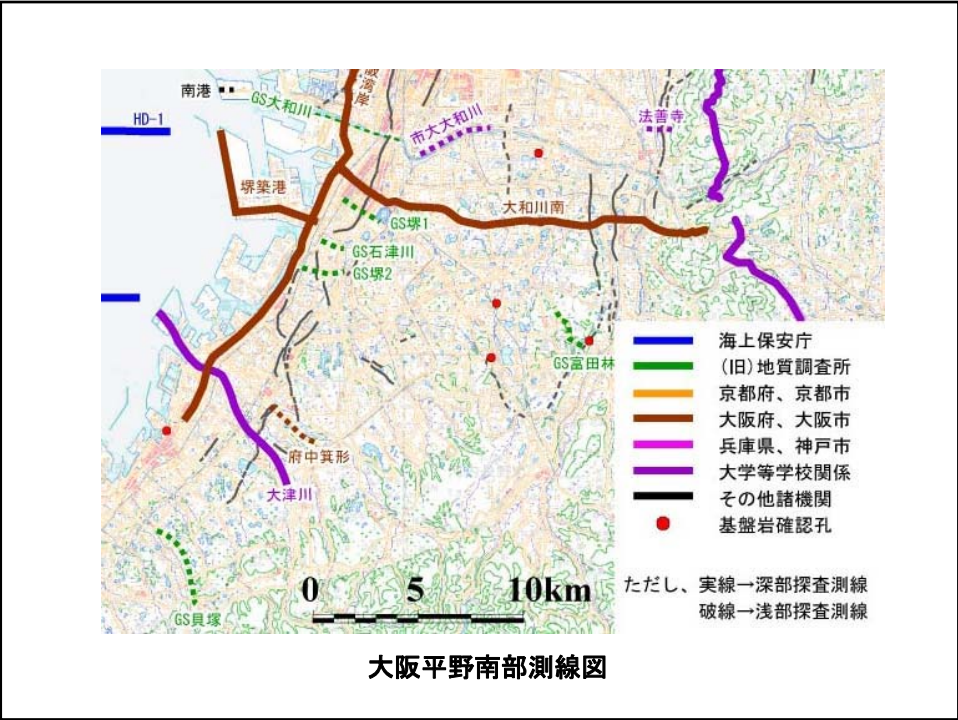 南港
HD-1
GS大和川
阪湾岸
市大大和川
法善寺
堺築港
大和川南
GS堺1
GS石津川
GS堺2
GS富田林
府中箕形
大津川
GS貝塚
海上保安庁
(旧)地質調査所
京都府、京都市
大阪府、大阪市
兵庫県、神戸市
大学等学校関係
その他諸機関
基盤岩確認孔
0 5 10km
ただし、実線→深部探査測線
破線→浅部探査測線
大阪平野南部測線図